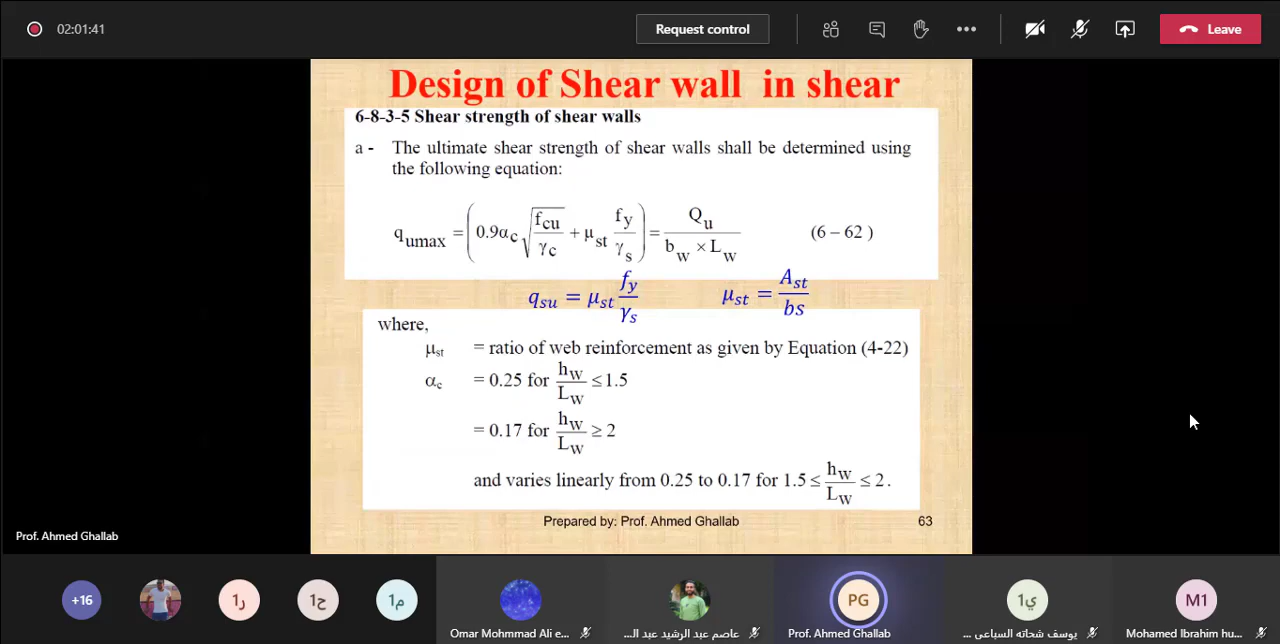 02:01:41
Request control
Leave
Design of Shear wall in shear
6-8-3-5 Shear strength of shear walls
a - The ultimate shear strength of shear walls shall be determined using
the following equation:
q_umax = (0.9α_c √(f_cu/γ_c) + μ_st f_y/γ_s) = Q_u/(b_w × L_w) (6 – 62 )
q_su = μ_st f_y/γ_s μ_st = A_st/bs
where,
μ_st = ratio of web reinforcement as given by Equation (4-22)
α_c = 0.25 for h_w/L_w ≤ 1.5
= 0.17 for h_w/L_w ≥ 2
and varies linearly from 0.25 to 0.17 for 1.5 ≤ h_w/L_w ≤ 2 .
Prepared by: Prof. Ahmed Ghallab 63
Prof. Ahmed Ghallab
+16 ر1 ح1 م1 PG ي1 M1
Omar Mohmmad Ali e... عاصم عبد الرشيد عبد ال... Prof. Ahmed Ghallab يوسف شحاته السباعى ... Mohamed Ibrahim hu...